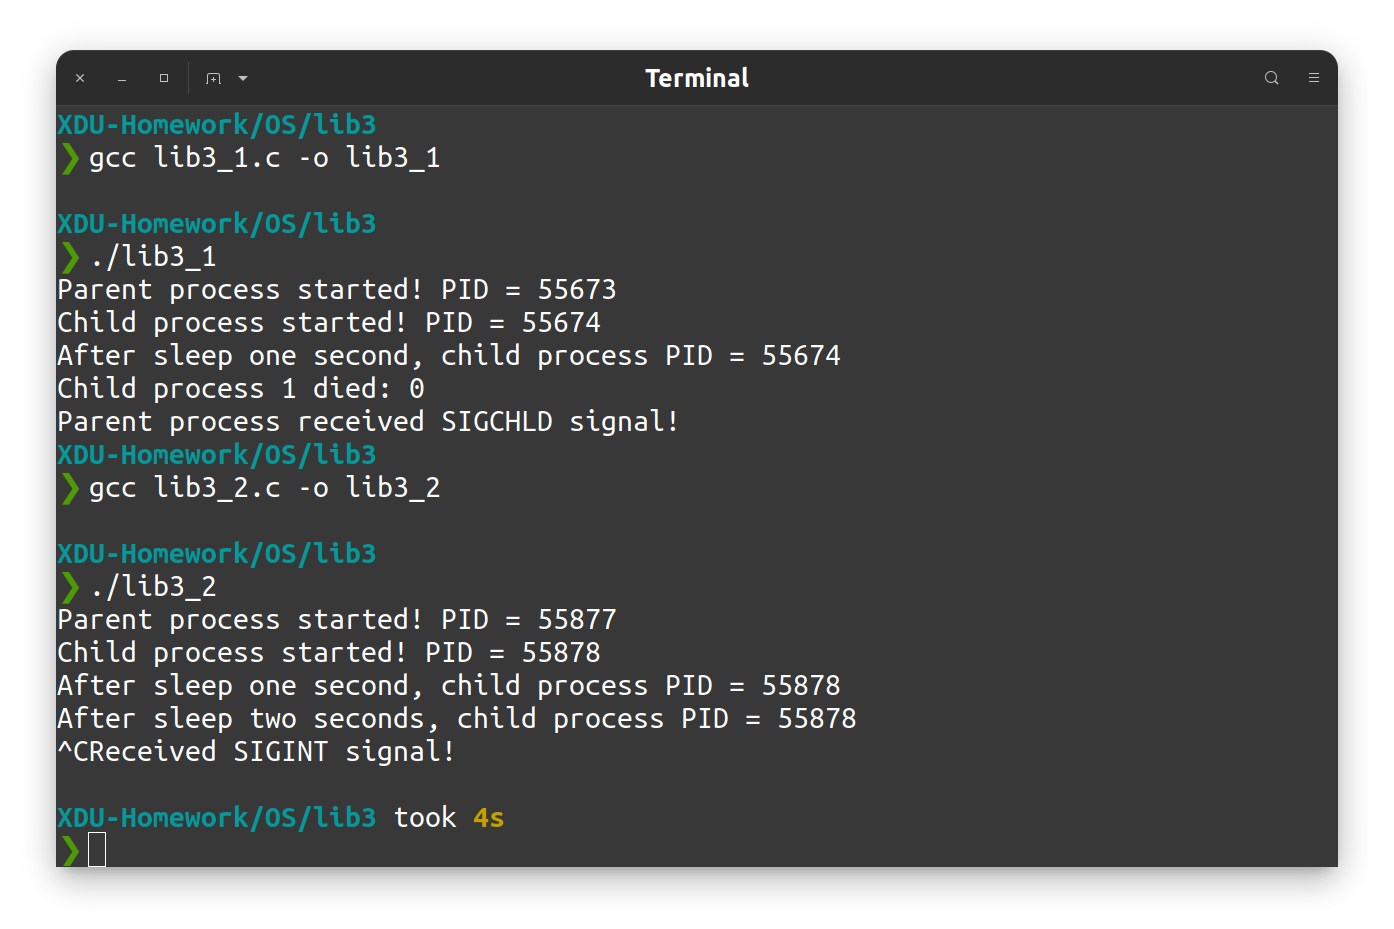 Terminal
XDU-Homework/OS/lib3
❯ gcc lib3_1.c -o lib3_1
XDU-Homework/OS/lib3
❯ ./lib3_1
Parent process started! PID = 55673
Child process started! PID = 55674
After sleep one second, child process PID = 55674
Child process 1 died: 0
Parent process received SIGCHLD signal!
XDU-Homework/OS/lib3
❯ gcc lib3_2.c -o lib3_2
XDU-Homework/OS/lib3
❯ ./lib3_2
Parent process started! PID = 55877
Child process started! PID = 55878
After sleep one second, child process PID = 55878
After sleep two seconds, child process PID = 55878
^CReceived SIGINT signal!
XDU-Homework/OS/lib3 took 4s
❯